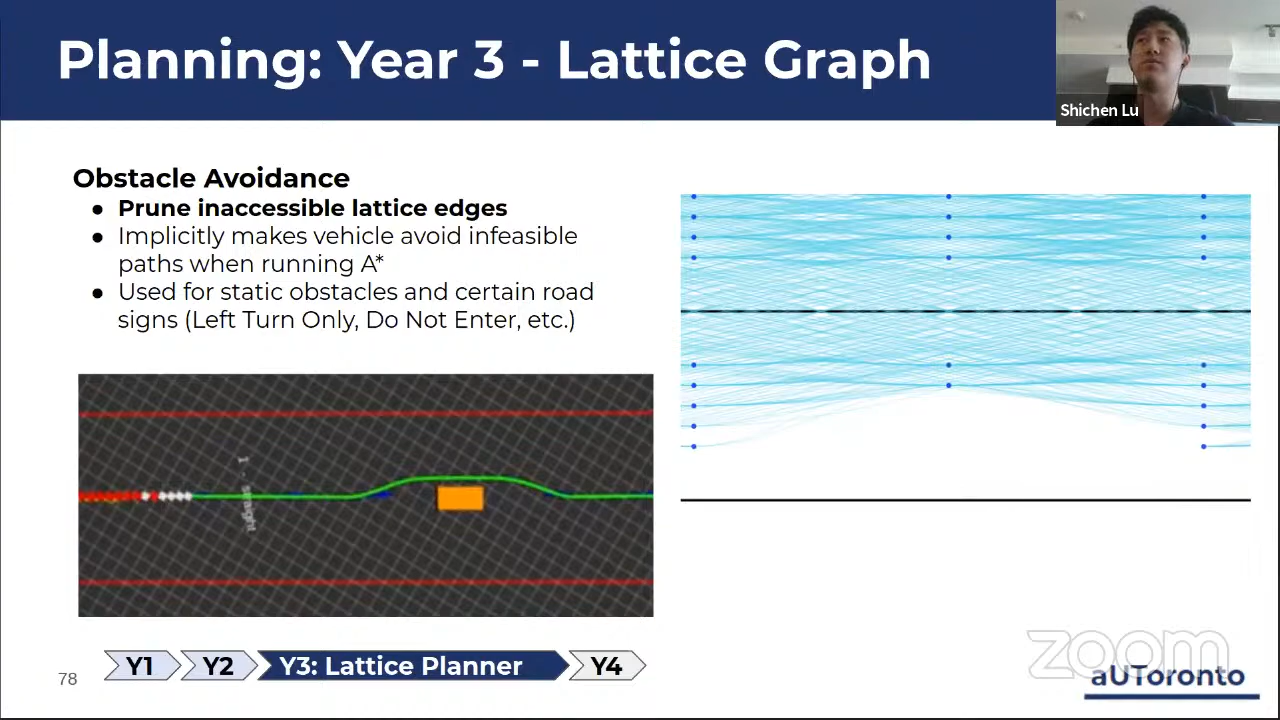 Planning: Year 3 - Lattice Graph
Shichen Lu
Obstacle Avoidance
● Prune inaccessible lattice edges
● Implicitly makes vehicle avoid infeasible
paths when running A*
● Used for static obstacles and certain road
signs (Left Turn Only, Do Not Enter, etc.)
1 - straight
78
Y1
Y2
Y3: Lattice Planner
Y4
zoom
aUToronto